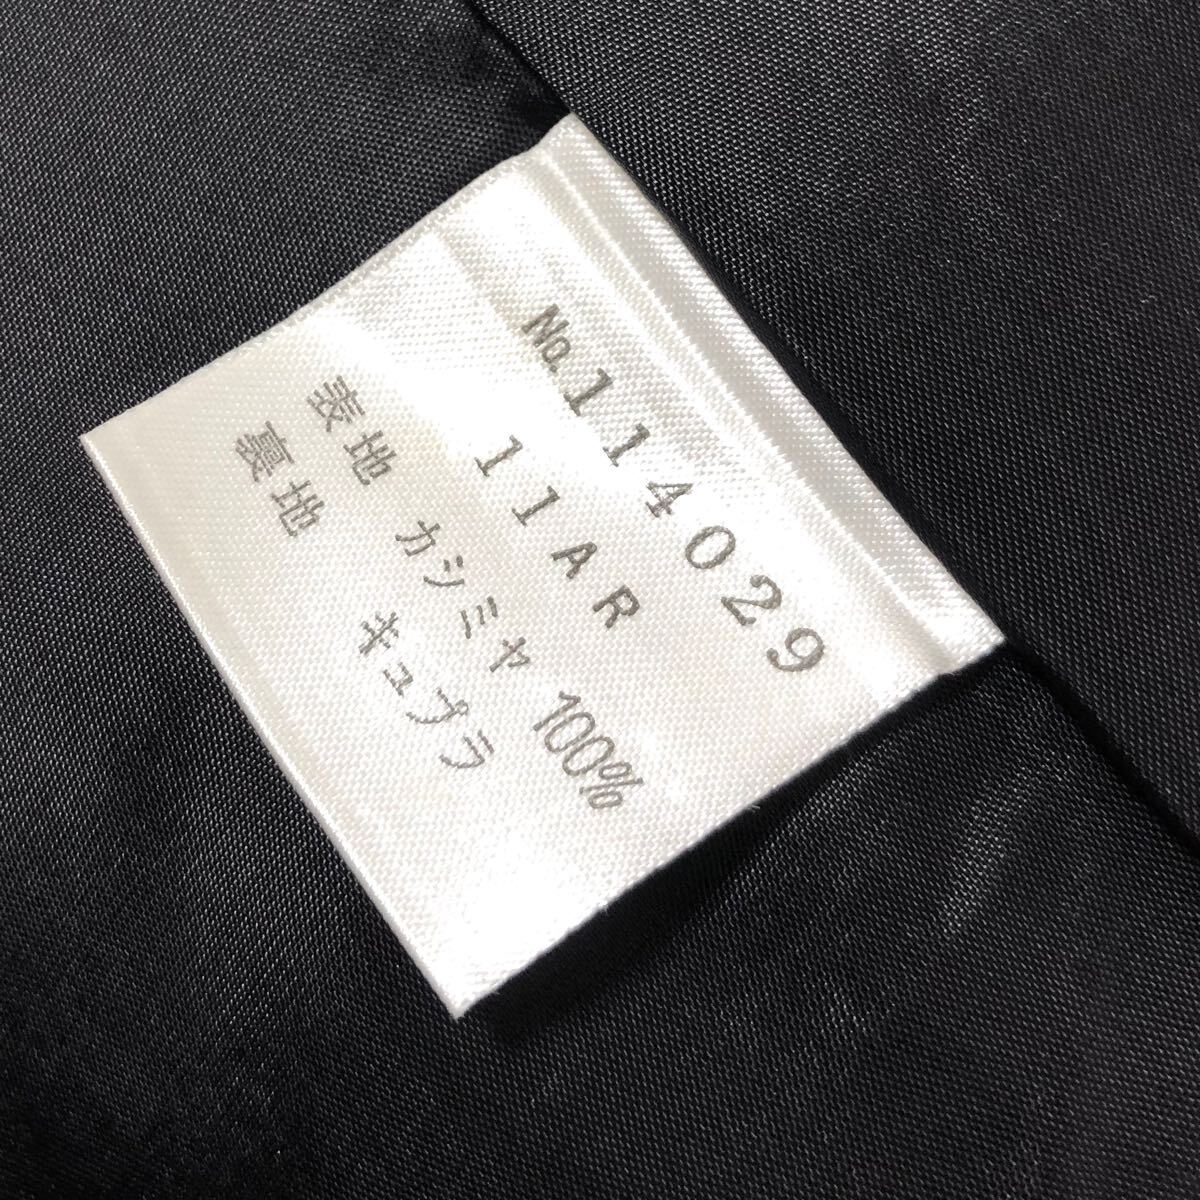 No.114029
11AR
表地 カシミヤ 100%
裏地 キュプラ